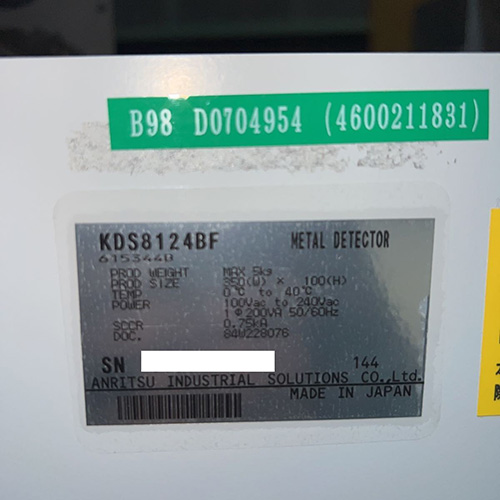 B98 D0704954 (4600211831)
KDS8124BF METAL DETECTOR
615344D
PROD WEIGHT MAX 5kg
PROD SIZE 350(W) × 100(H)
TEMP 0℃ to 40℃
POWER 100Vac to 240Vac
1Φ200VA 50/60Hz
SCCR 0.75kA
DOC. 84W228076
SN 144
ANRITSU INDUSTRIAL SOLUTIONS CO.,Ltd.
MADE IN JAPAN